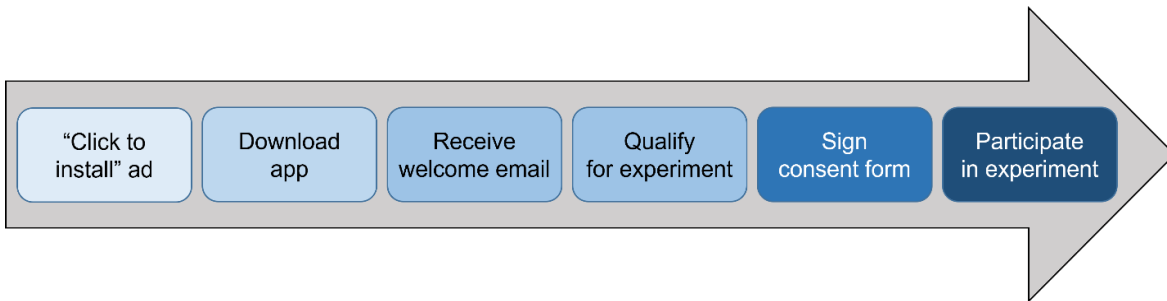 “Click to
install” ad
Download
app
Receive
welcome email
Qualify
for experiment
Sign
consent form
Participate
in experiment